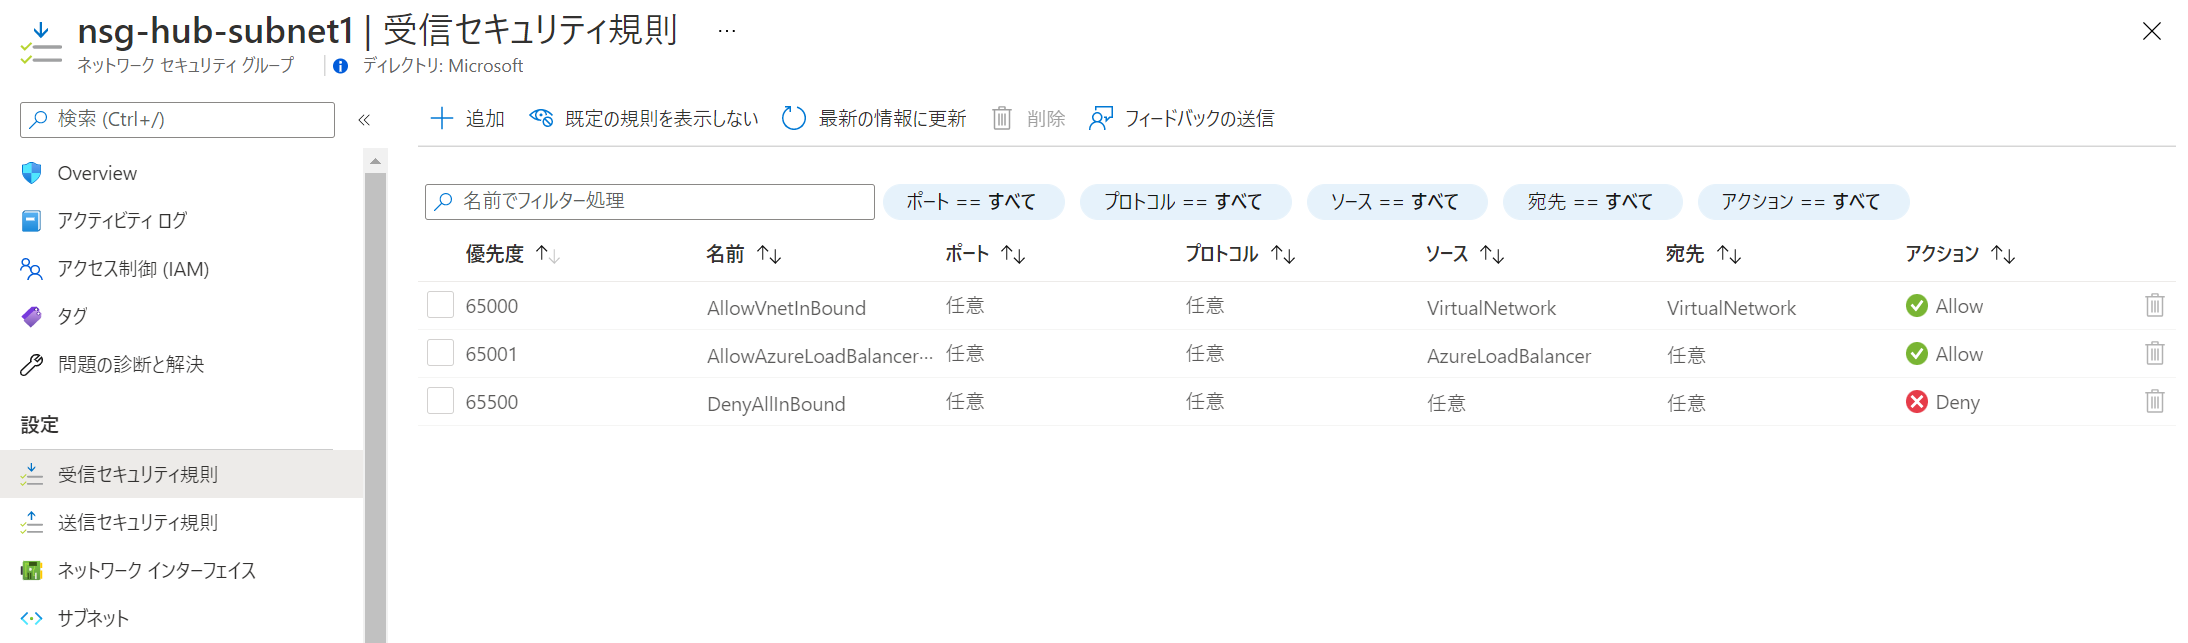 nsg-hub-subnet1 | 受信セキュリティ規則 …
ネットワーク セキュリティ グループ ディレクトリ: Microsoft
検索 (Ctrl+/) «
Overview
アクティビティ ログ
アクセス制御 (IAM)
タグ
問題の診断と解決
設定
受信セキュリティ規則
送信セキュリティ規則
ネットワーク インターフェイス
サブネット
追加 既定の規則を表示しない 最新の情報に更新 削除 フィードバックの送信
名前でフィルター処理 ポート == すべて プロトコル == すべて ソース == すべて 宛先 == すべて アクション == すべて
優先度 ↑↓ 名前 ↑↓ ポート ↑↓ プロトコル ↑↓ ソース ↑↓ 宛先 ↑↓ アクション ↑↓
65000 AllowVnetInBound 任意 任意 VirtualNetwork VirtualNetwork Allow
65001 AllowAzureLoadBalancer… 任意 任意 AzureLoadBalancer 任意 Allow
65500 DenyAllInBound 任意 任意 任意 任意 Deny